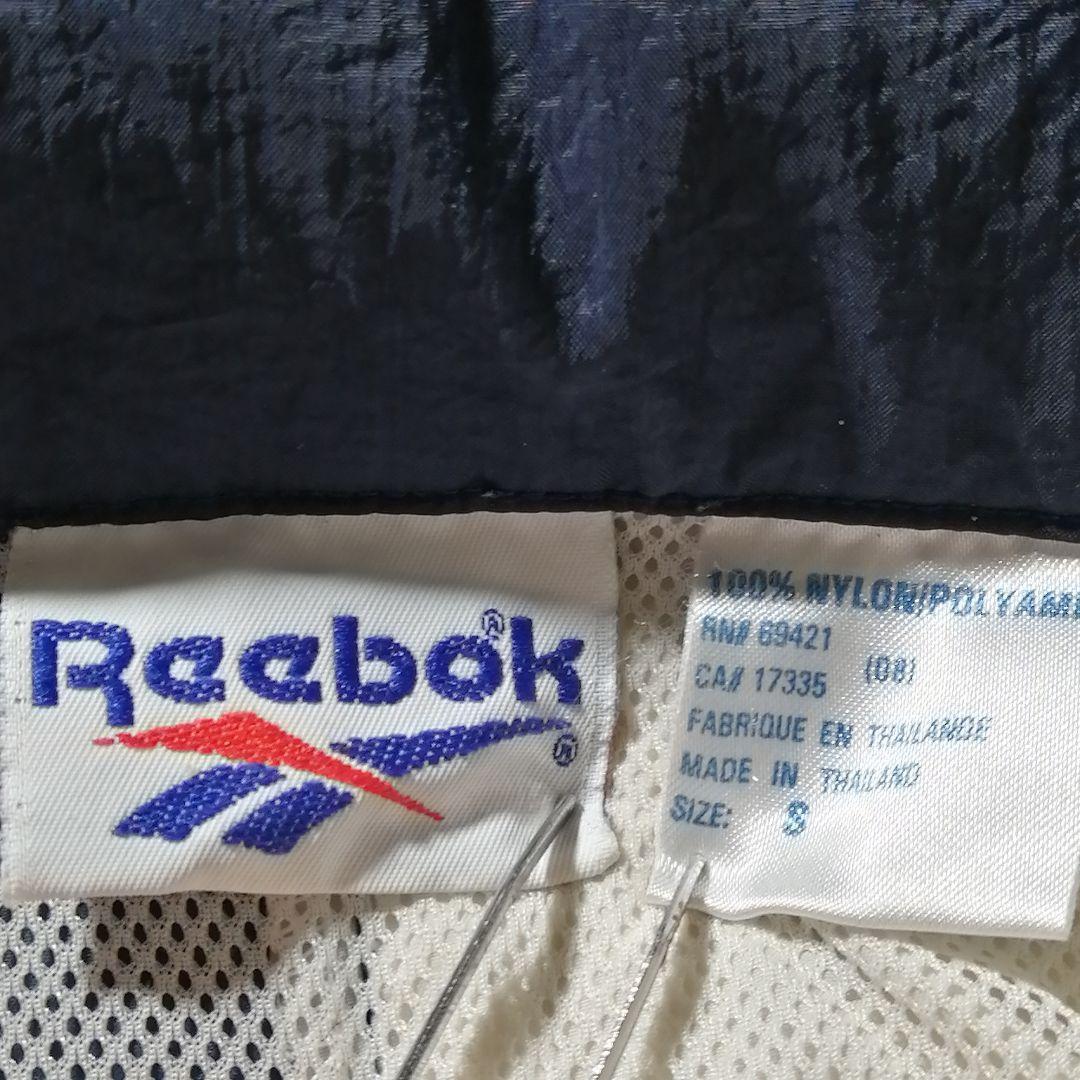 Reebok®
®
100% NYLON/POLYAMI
RN# 69421
CA# 17335 (08)
FABRIQUE EN THAILANDE
MADE IN THAILAND
SIZE: S